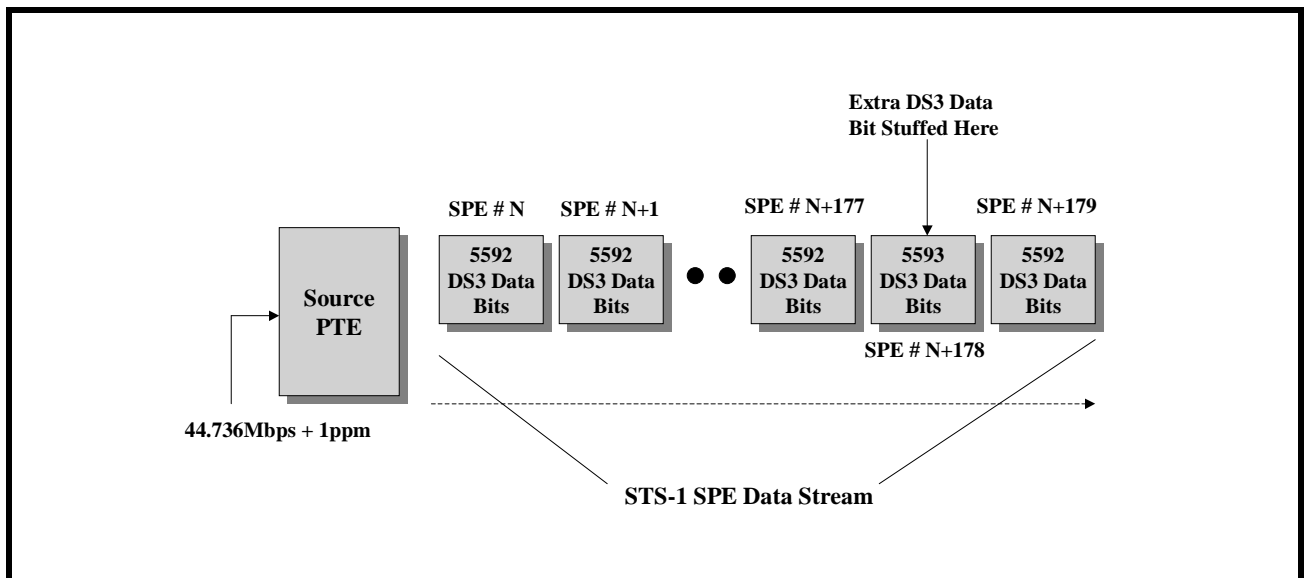 Extra DS3 Data
Bit Stuffed Here
SPE # N
SPE # N+1
SPE # N+177
SPE # N+179
Source
PTE
5592
DS3 Data
Bits
5592
DS3 Data
Bits
5592
DS3 Data
Bits
5593
DS3 Data
Bits
5592
DS3 Data
Bits
SPE # N+178
44.736Mbps + 1ppm
STS-1 SPE Data Stream